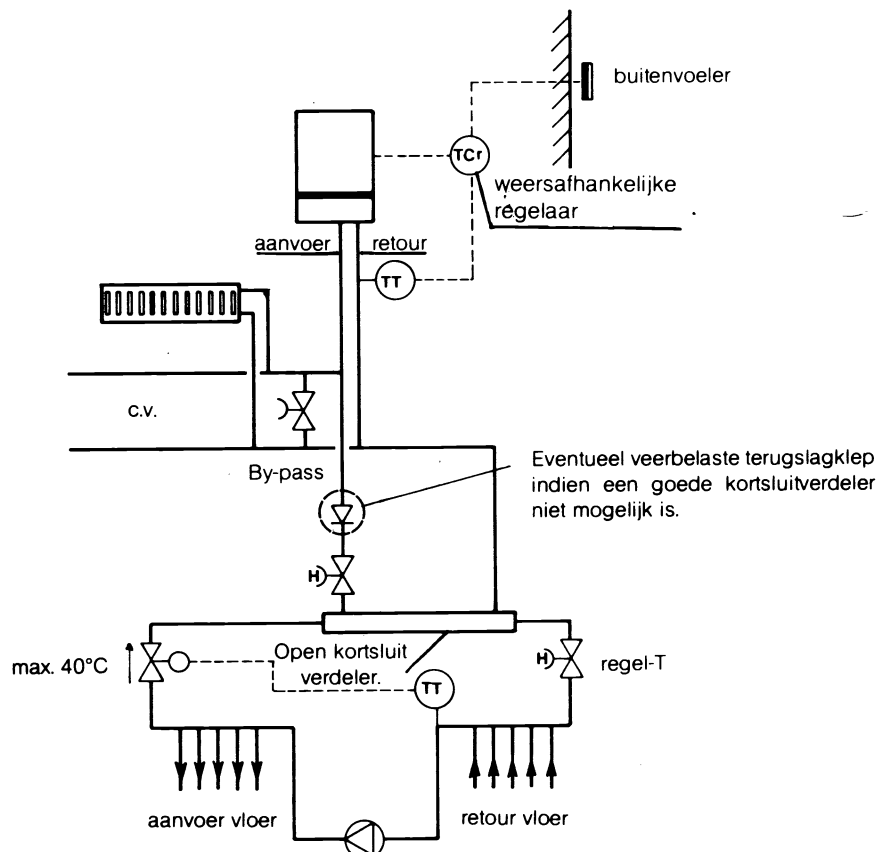 buitenvoeler
TCr
weersafhankelijke
regelaar
aanvoer
retour
TT
c.v.
By-pass
Eventueel veerbelaste terugslagklep
indien een goede kortsluitverdeler
niet mogelijk is.
H
max. 40°C
Open kortsluit
verdeler.
TT
H
regel-T
aanvoer vloer
retour vloer